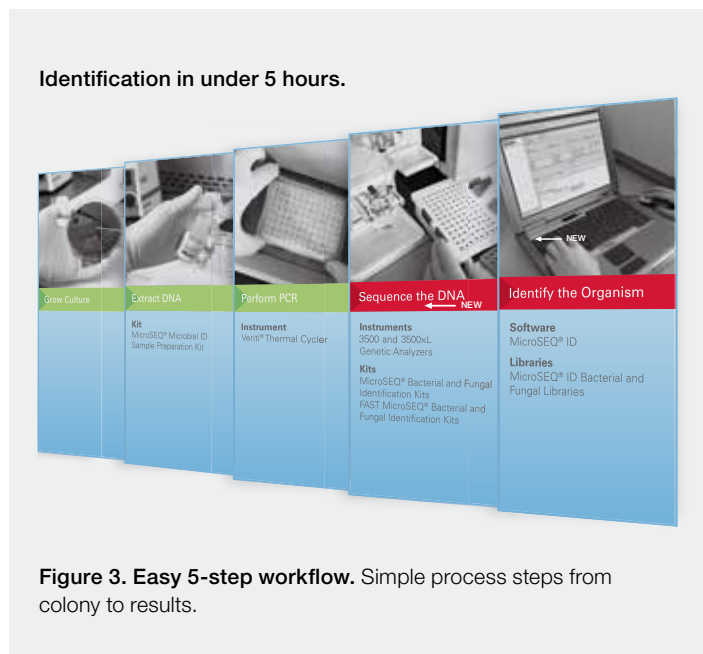 Identification in under 5 hours.
NEW
Grow Culture
Extract DNA
Perform PCR
Sequence the DNA
NEW
Identify the Organism
Kit
MicroSEQ® Microbial ID
Sample Preparation Kit
Instrument
Veriti® Thermal Cycler
Instruments
3500 and 3500xL
Genetic Analyzers
Kits
MicroSEQ® Bacterial and Fungal
Identification Kits
FAST MicroSEQ® Bacterial and
Fungal Identification Kits
Software
MicroSEQ® ID
Libraries
MicroSEQ® ID Bacterial and
Fungal Libraries
Figure 3. Easy 5-step workflow. Simple process steps from
colony to results.